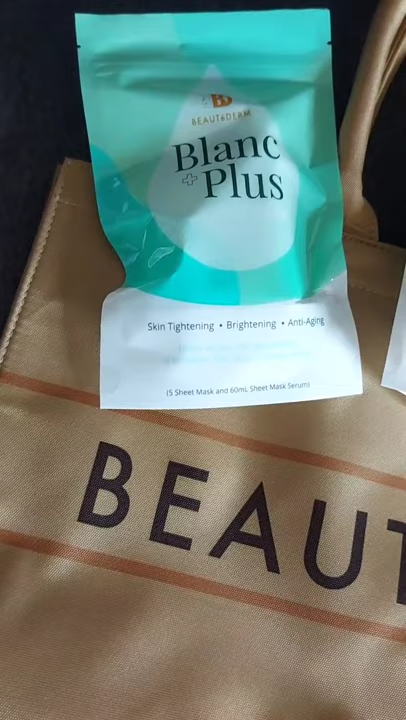 BEAUTéDERM
Blanc
+Plus
Skin Tightening • Brightening • Anti-Aging
(5 Sheet Mask and 60mL Sheet Mask Serum)
BEAUT